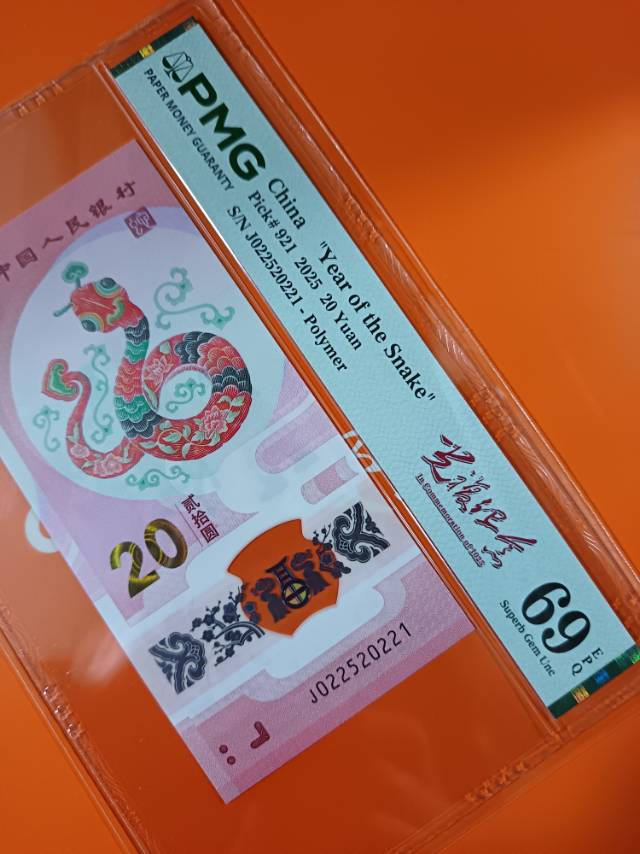 PMG
PAPER MONEY GUARANTY
China "Year of the Snake"
Pick# 921 2025 20 Yuan
S/N J022520221 - Polymer
In Commemoration of 1025
69 EPQ
Superb Gem Unc
中国人民银行
20
贰拾圆
J022520221